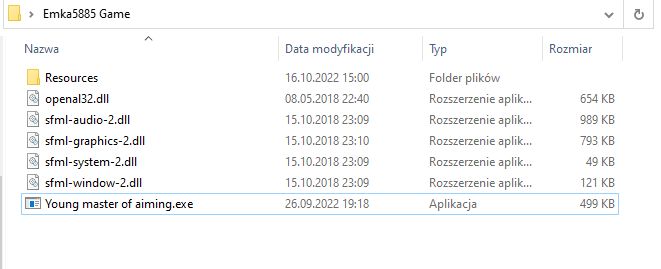 Emka5885 Game
Nazwa Data modyfikacji Typ Rozmiar
Resources 16.10.2022 15:00 Folder plików
openal32.dll 08.05.2018 22:40 Rozszerzenie aplik... 654 KB
sfml-audio-2.dll 15.10.2018 23:09 Rozszerzenie aplik... 989 KB
sfml-graphics-2.dll 15.10.2018 23:10 Rozszerzenie aplik... 793 KB
sfml-system-2.dll 15.10.2018 23:09 Rozszerzenie aplik... 49 KB
sfml-window-2.dll 15.10.2018 23:09 Rozszerzenie aplik... 121 KB
Young master of aiming.exe 26.09.2022 19:18 Aplikacja 499 KB